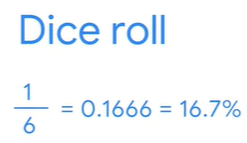 Dice roll
1/6 = 0.1666 = 16.7%